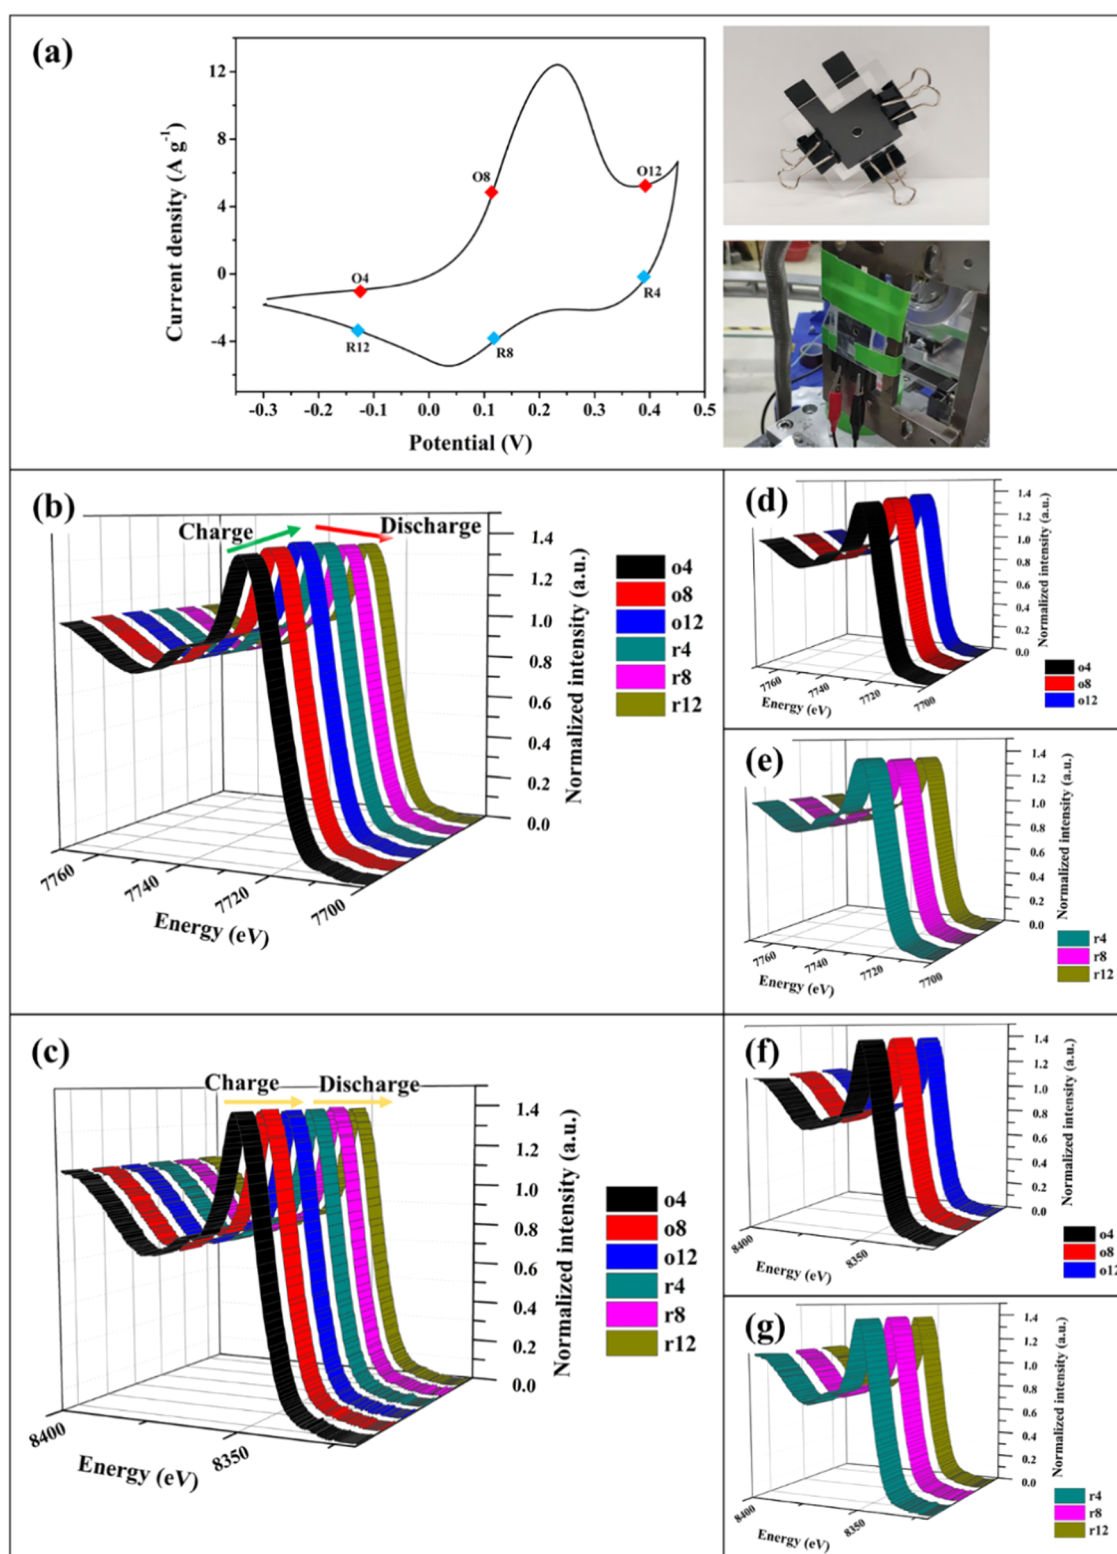 (a)
12
8
4
0
-4
Current density (A g⁻¹)
O4
O8
O12
R4
R8
R12
-0.3 -0.2 -0.1 0.0 0.1 0.2 0.3 0.4 0.5
Potential (V)
(b)
Charge
Discharge
1.4
1.2
1.0
0.8
0.6
0.4
0.2
0.0
Normalized intensity (a.u.)
7760 7740 7720 7700
Energy (eV)
o4
o8
o12
r4
r8
r12
(d)
1.4
1.2
1.0
0.8
0.6
0.4
0.2
0.0
Normalized intensity (a.u.)
7760 7740 7720 7700
Energy (eV)
o4
o8
o12
(e)
1.4
1.2
1.0
0.8
0.6
0.4
0.2
0.0
Normalized intensity (a.u.)
7760 7740 7720 7700
Energy (eV)
r4
r8
r12
(c)
Charge
Discharge
1.4
1.2
1.0
0.8
0.6
0.4
0.2
0.0
Normalized intensity (a.u.)
8400 8350
Energy (eV)
o4
o8
o12
r4
r8
r12
(f)
1.4
1.2
1.0
0.8
0.6
0.4
0.2
0.0
Normalized intensity (a.u.)
8400 8350
Energy (eV)
o4
o8
o12
(g)
1.4
1.2
1.0
0.8
0.6
0.4
0.2
0.0
Normalized intensity (a.u.)
8400 8350
Energy (eV)
r4
r8
r12